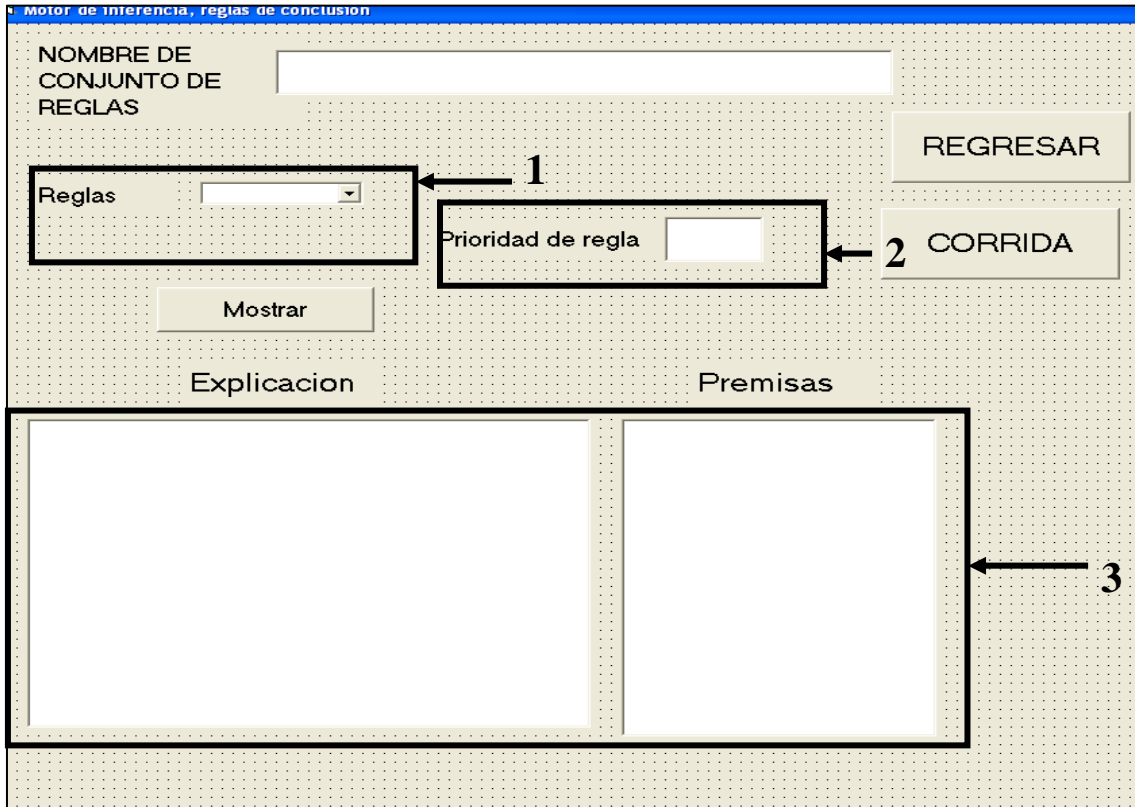 Motor de inferencia, reglas de conclusion
NOMBRE DE
CONJUNTO DE
REGLAS
REGRESAR
1
Reglas
Prioridad de regla
2
CORRIDA
Mostrar
Explicacion
Premisas
3